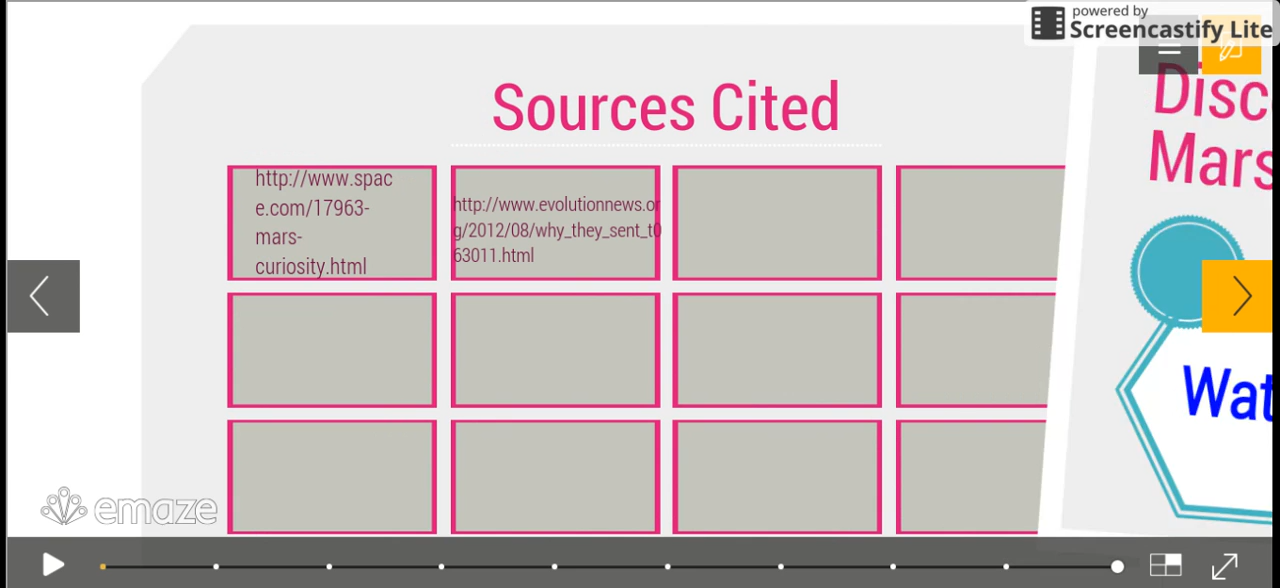 powered by
Screencastify Lite
Sources Cited
http://www.spac
e.com/17963-
mars-
curiosity.html
http://www.evolutionnews.or
g/2012/08/why_they_sent_t0
63011.html
Disc
Mars
Wat
emaze